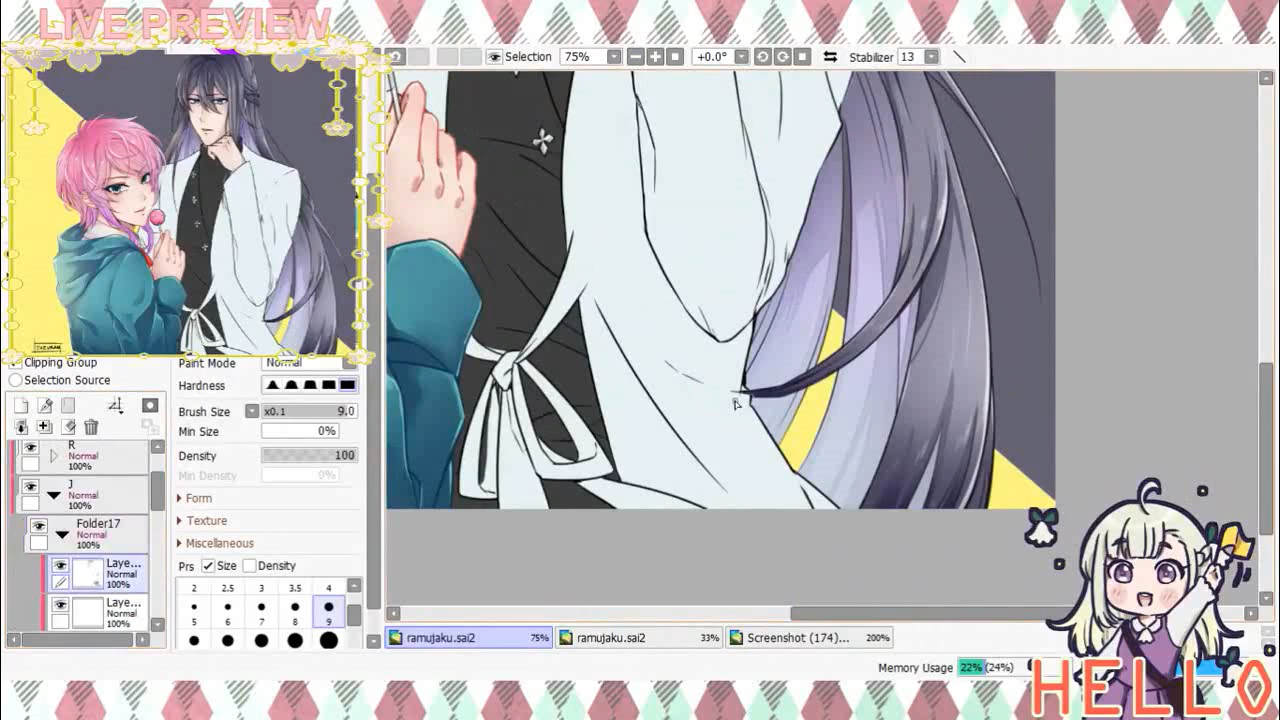 LIVE PREVIEW
Selection 75% +0.0° Stabilizer 13
Clipping Group
Selection Source
Paint Mode Normal
Hardness
Brush Size x0.1 9.0
Min Size 0%
Density 100
Min Density 0%
Form
Texture
Miscellaneous
Prs Size Density
2 2.5 3 3.5 4
5 6 7 8 9
R
Normal
100%
J
Normal
100%
Folder17
Normal
100%
Laye...
Normal
100%
Laye...
Normal
100%
ramujaku.sai2 75% ramujaku.sai2 33% Screenshot (174)... 200%
Memory Usage 22% (24%)
HELLO